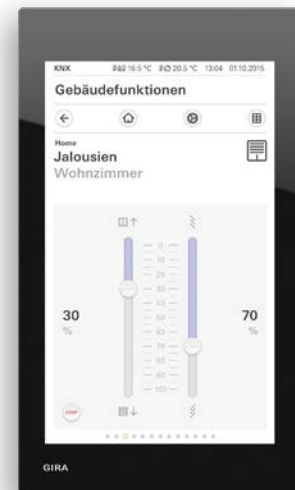 KNX 16.5 °C 20.5 °C 13:04 01.10.2015
Gebäudefunktionen
Home
Jalousien
Wohnzimmer
0
10
20
30
40
50
60
70
80
90
100
30
%
70
%
STOP
GIRA